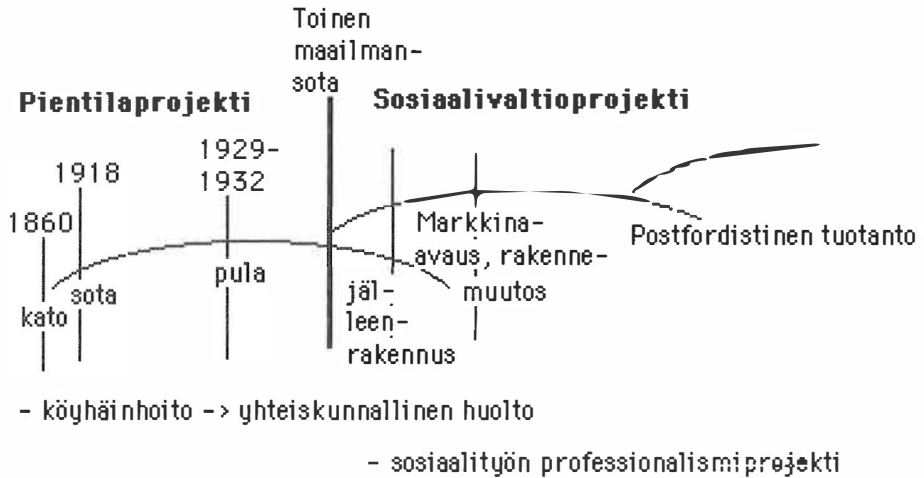 Toinen
maailman-
sota
Pientilaprojekti
Sosiaalivaltioprojekti
1929-
1932
1918
1860
Markkina-
avaus, rakenne-
muutos
Postfordistinen tuotanto
pula
sota
kato
jäl-
leen-
rakennus
- köyhäinhoito -> yhteiskunnallinen huolto
- sosiaalityön professionalismiprojekti